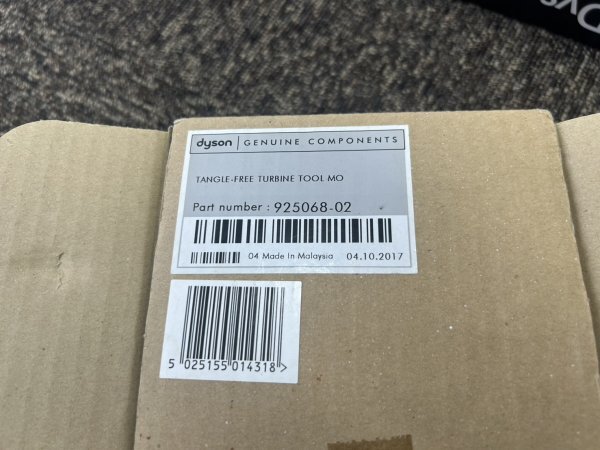 Dys
dyson GENUINE COMPONENTS
TANGLE-FREE TURBINE TOOL MO
Part number : 925068-02
04 Made In Malaysia 04.10.2017
5 025155 014318 >